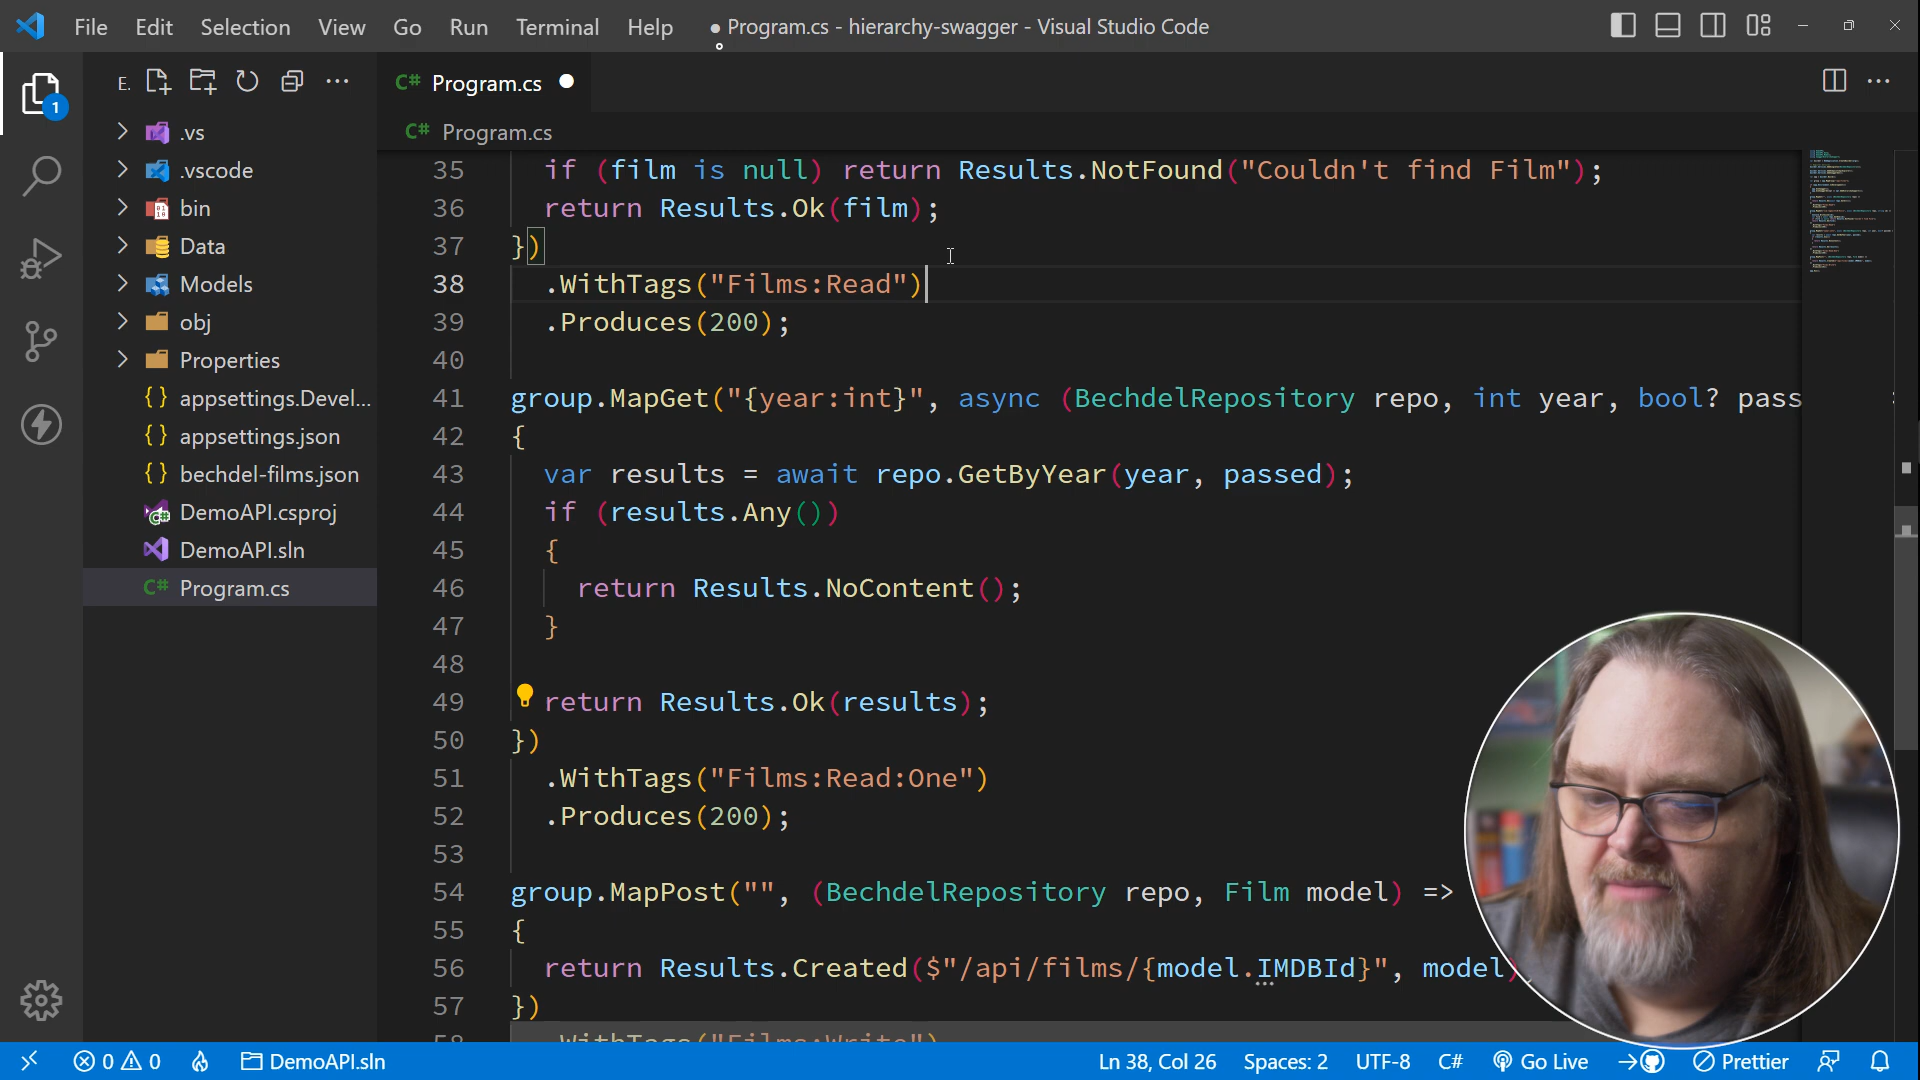 File Edit Selection View Go Run Terminal Help ● Program.cs - hierarchy-swagger - Visual Studio Code
E.
C# Program.cs
C# Program.cs
1
.vs
.vscode
bin
Data
Models
obj
Properties
{} appsettings.Devel...
{} appsettings.json
{} bechdel-films.json
DemoAPI.csproj
DemoAPI.sln
C# Program.cs
35 if (film is null) return Results.NotFound("Couldn't find Film");
36 return Results.Ok(film);
37 })
38 .WithTags("Films:Read")
39 .Produces(200);
40
41 group.MapGet("{year:int}", async (BechdelRepository repo, int year, bool? pass
42 {
43 var results = await repo.GetByYear(year, passed);
44 if (results.Any())
45 {
46 return Results.NoContent();
47 }
48
49 return Results.Ok(results);
50 })
51 .WithTags("Films:Read:One")
52 .Produces(200);
53
54 group.MapPost("", (BechdelRepository repo, Film model) =>
55 {
56 return Results.Created($"/api/films/{model.IMDBId}", model)
57 })
58 .WithTags("Films:Write")
0 0 DemoAPI.sln Ln 38, Col 26 Spaces: 2 UTF-8 C# Go Live Prettier